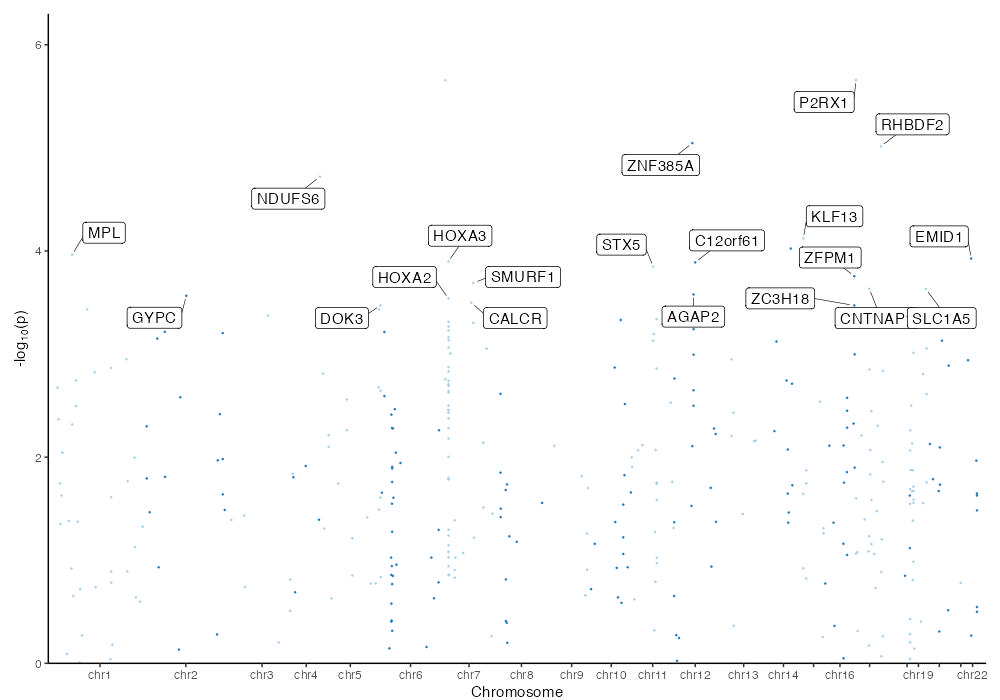 6
P2RX1
RHBDF2
ZNF385A
NDUFS6
MPL
HOXA3
KLF13
STX5
C12orf61
EMID1
4
ZFPM1
HOXA2
SMURF1
ZC3H18
GYPC
DOK3
CALCR
AGAP2
CNTNAP
SLC1A5
-log10(p)
2
0
chr1 chr2 chr3 chr4 chr5 chr6 chr7 chr8 chr9 chr10 chr11 chr12 chr13 chr14 chr16 chr19 chr22
Chromosome